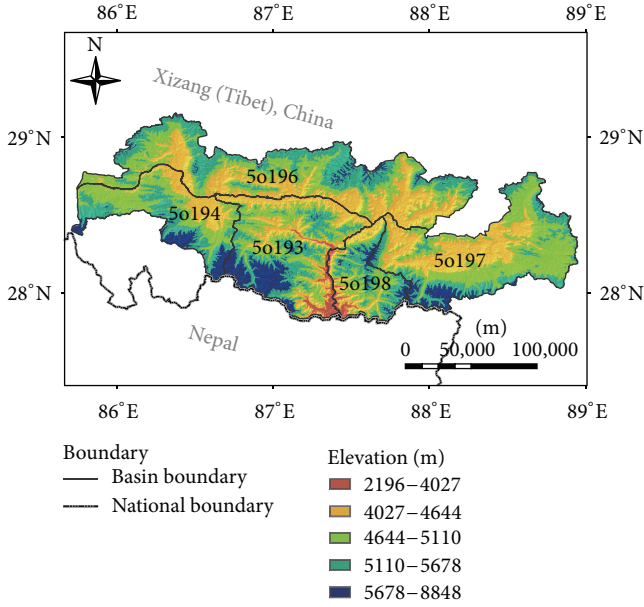 86°E 87°E 88°E 89°E
N
Xizang (Tibet), China
29°N 29°N
5o196
5o194
5o193
5o197
5o198
28°N 28°N
Nepal
(m)
0 50,000 100,000
86°E 87°E 88°E 89°E
Boundary
Basin boundary
National boundary
Elevation (m)
2196–4027
4027–4644
4644–5110
5110–5678
5678–8848